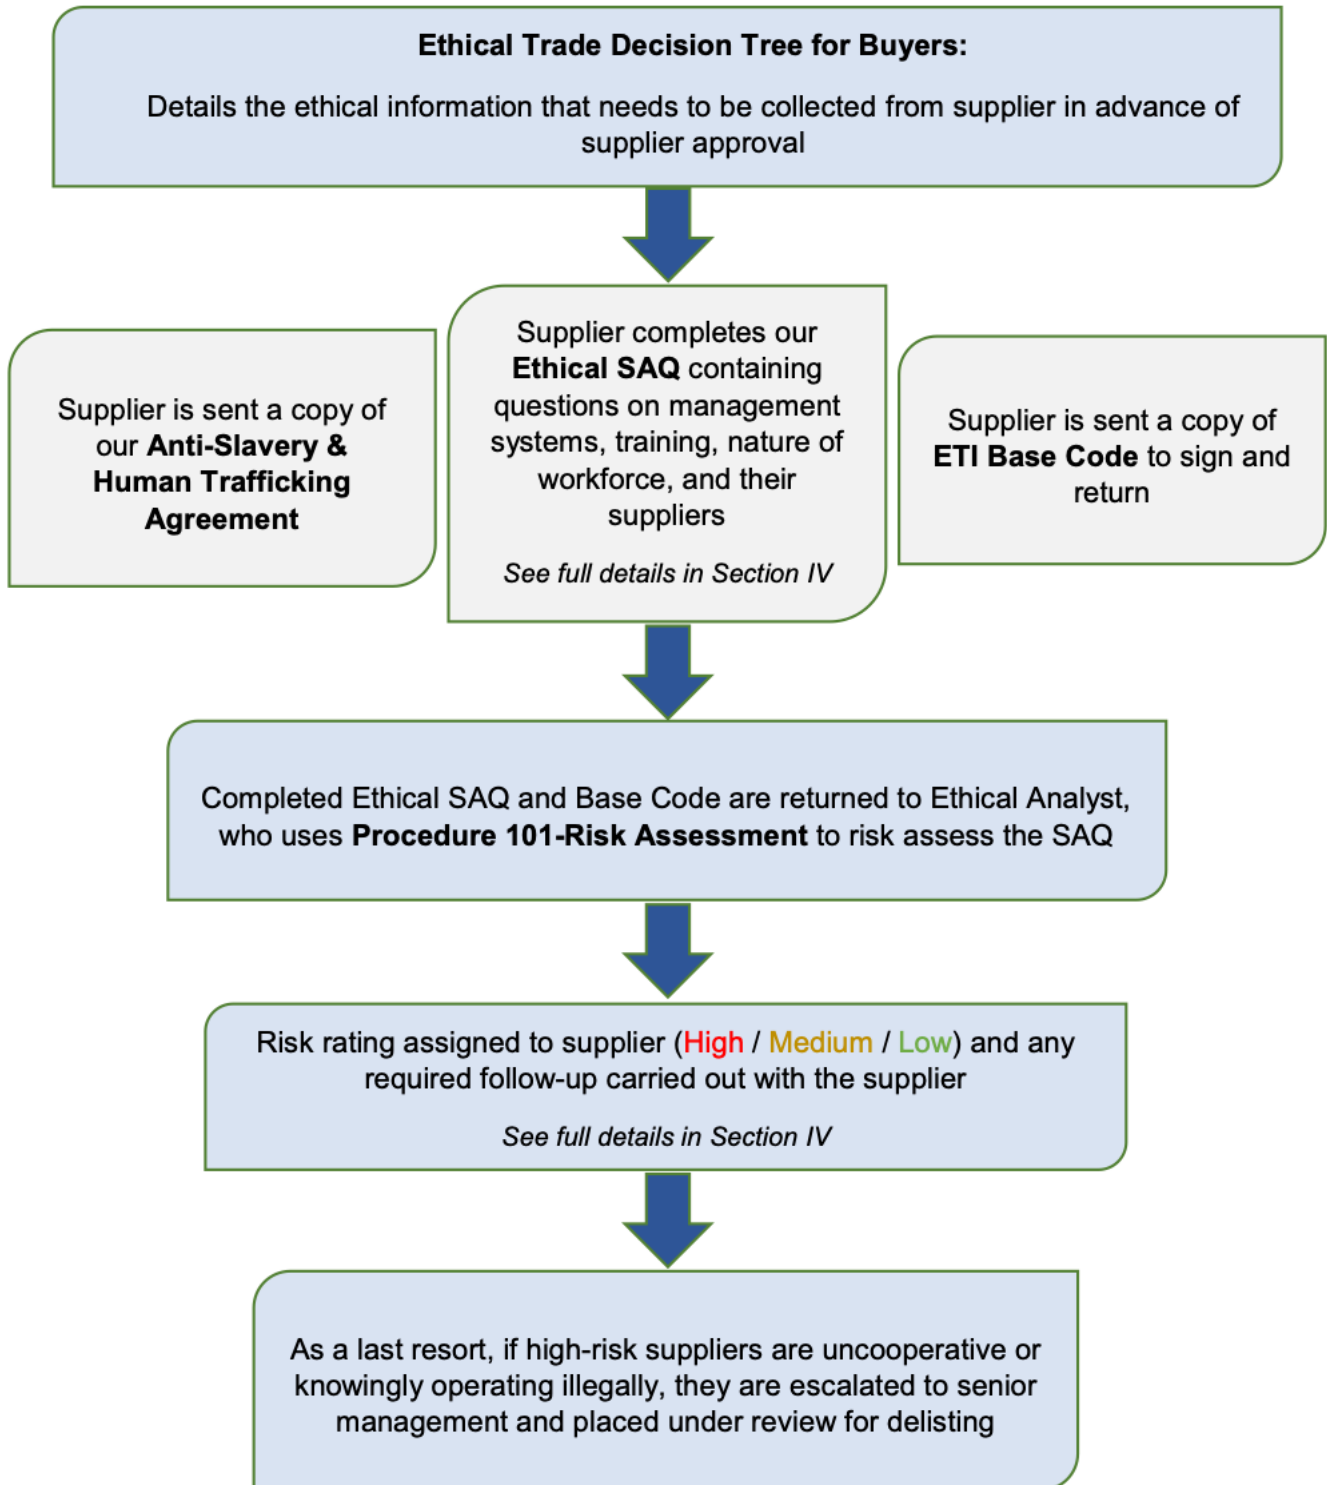 Ethical Trade Decision Tree for Buyers:
Details the ethical information that needs to be collected from supplier in advance of
supplier approval
Supplier is sent a copy of
our Anti-Slavery &
Human Trafficking
Agreement
Supplier completes our
Ethical SAQ containing
questions on management
systems, training, nature of
workforce, and their
suppliers
See full details in Section IV
Supplier is sent a copy of
ETI Base Code to sign and
return
Completed Ethical SAQ and Base Code are returned to Ethical Analyst,
who uses Procedure 101-Risk Assessment to risk assess the SAQ
Risk rating assigned to supplier (High / Medium / Low) and any
required follow-up carried out with the supplier
See full details in Section IV
As a last resort, if high-risk suppliers are uncooperative or
knowingly operating illegally, they are escalated to senior
management and placed under review for delisting